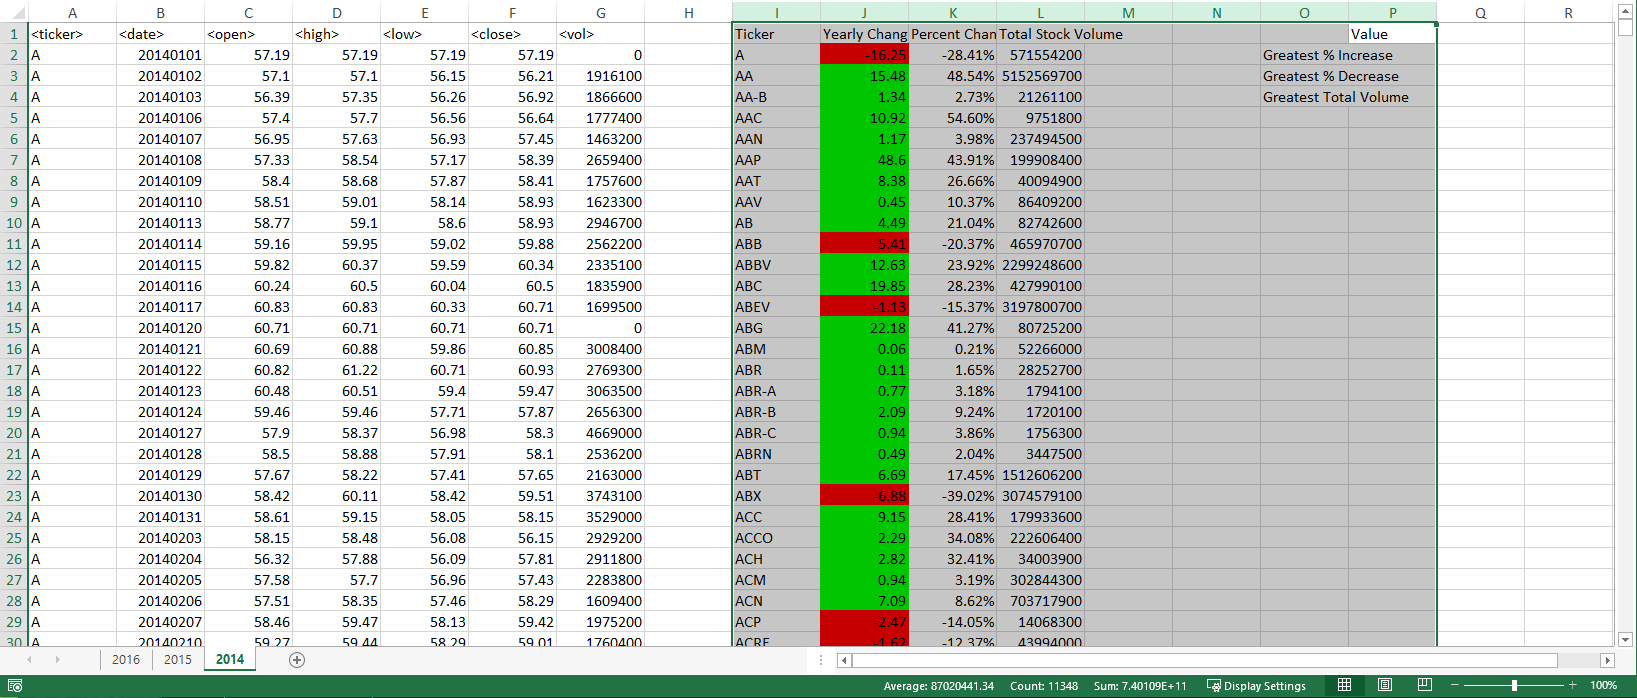 A B C D E F G H I J K L M N O P Q R
1 <ticker> <date> <open> <high> <low> <close> <vol> Ticker Yearly Chang Percent Chan Total Stock Volume Value
2 A 20140101 57.19 57.19 57.19 57.19 0 A -16.25 -28.41% 571554200 Greatest % Increase
3 A 20140102 57.1 57.1 56.15 56.21 1916100 AA 15.48 48.54% 5152569700 Greatest % Decrease
4 A 20140103 56.39 57.35 56.26 56.92 1866600 AA-B 1.34 2.73% 21261100 Greatest Total Volume
5 A 20140106 57.4 57.7 56.56 56.64 1777400 AAC 10.92 54.60% 9751800
6 A 20140107 56.95 57.63 56.93 57.45 1463200 AAN 1.17 3.98% 237494500
7 A 20140108 57.33 58.54 57.17 58.39 2659400 AAP 48.6 43.91% 199908400
8 A 20140109 58.4 58.68 57.87 58.41 1757600 AAT 8.38 26.66% 40094900
9 A 20140110 58.51 59.01 58.14 58.93 1623300 AAV 0.45 10.37% 86409200
10 A 20140113 58.77 59.1 58.6 58.93 2946700 AB 4.49 21.04% 82742600
11 A 20140114 59.16 59.95 59.02 59.88 2562200 ABB -5.41 -20.37% 465970700
12 A 20140115 59.82 60.37 59.59 60.34 2335100 ABBV 12.63 23.92% 2299248600
13 A 20140116 60.24 60.5 60.04 60.5 1835900 ABC 19.85 28.23% 427990100
14 A 20140117 60.83 60.83 60.33 60.71 1699500 ABEV -1.13 -15.37% 3197800700
15 A 20140120 60.71 60.71 60.71 60.71 0 ABG 22.18 41.27% 80725200
16 A 20140121 60.69 60.88 59.86 60.85 3008400 ABM 0.06 0.21% 52266000
17 A 20140122 60.82 61.22 60.71 60.93 2769300 ABR 0.11 1.65% 28252700
18 A 20140123 60.48 60.51 59.4 59.47 3063500 ABR-A 0.77 3.18% 1794100
19 A 20140124 59.46 59.46 57.71 57.87 2656300 ABR-B 2.09 9.24% 1720100
20 A 20140127 57.9 58.37 56.98 58.3 4669000 ABR-C 0.94 3.86% 1756300
21 A 20140128 58.5 58.88 57.91 58.1 2536200 ABRN 0.49 2.04% 3447500
22 A 20140129 57.67 58.22 57.41 57.65 2163000 ABT 6.69 17.45% 1512606200
23 A 20140130 58.42 60.11 58.42 59.51 3743100 ABX -6.88 -39.02% 3074579100
24 A 20140131 58.61 59.15 58.05 58.15 3529000 ACC 9.15 28.41% 179933600
25 A 20140203 58.15 58.48 56.08 56.15 2929200 ACCO 2.29 34.08% 222606400
26 A 20140204 56.32 57.88 56.09 57.81 2911800 ACH 2.82 32.41% 34003900
27 A 20140205 57.58 57.7 56.96 57.43 2283800 ACM 0.94 3.19% 302844300
28 A 20140206 57.51 58.35 57.46 58.29 1609400 ACN 7.09 8.62% 703717900
29 A 20140207 58.46 59.47 58.13 59.42 1975200 ACP -2.47 -14.05% 14068300
30 A 20140210 59.27 59.44 58.29 59.01 1760400 ACRE -1.62 -12.37% 43994000
2016 2015 2014
Average: 87020441.34 Count: 11348 Sum: 7.40109E+11 Display Settings 100%